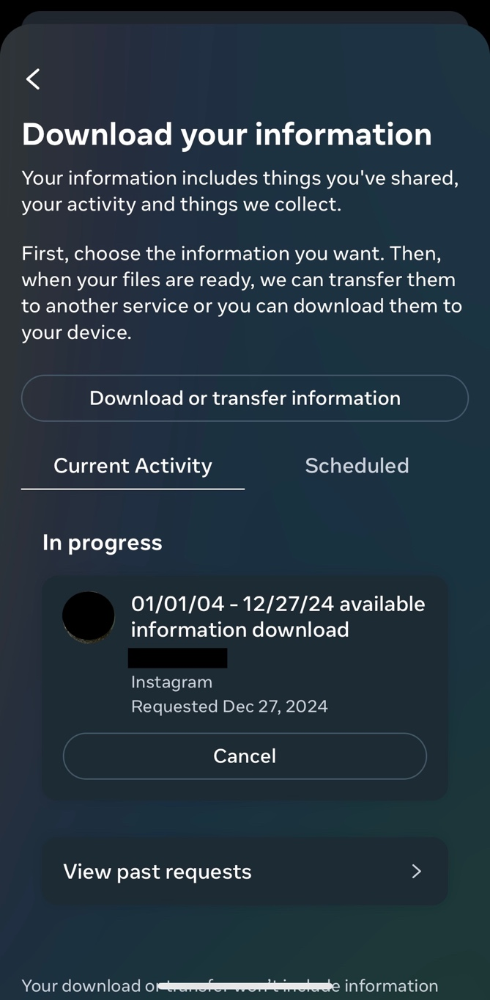 Download your information
Your information includes things you've shared,
your activity and things we collect.
First, choose the information you want. Then,
when your files are ready, we can transfer them
to another service or you can download them to
your device.
Download or transfer information
Current Activity
Scheduled
In progress
01/01/04 - 12/27/24 available
information download
Instagram
Requested Dec 27, 2024
Cancel
View past requests
Your download or transfer won't include information